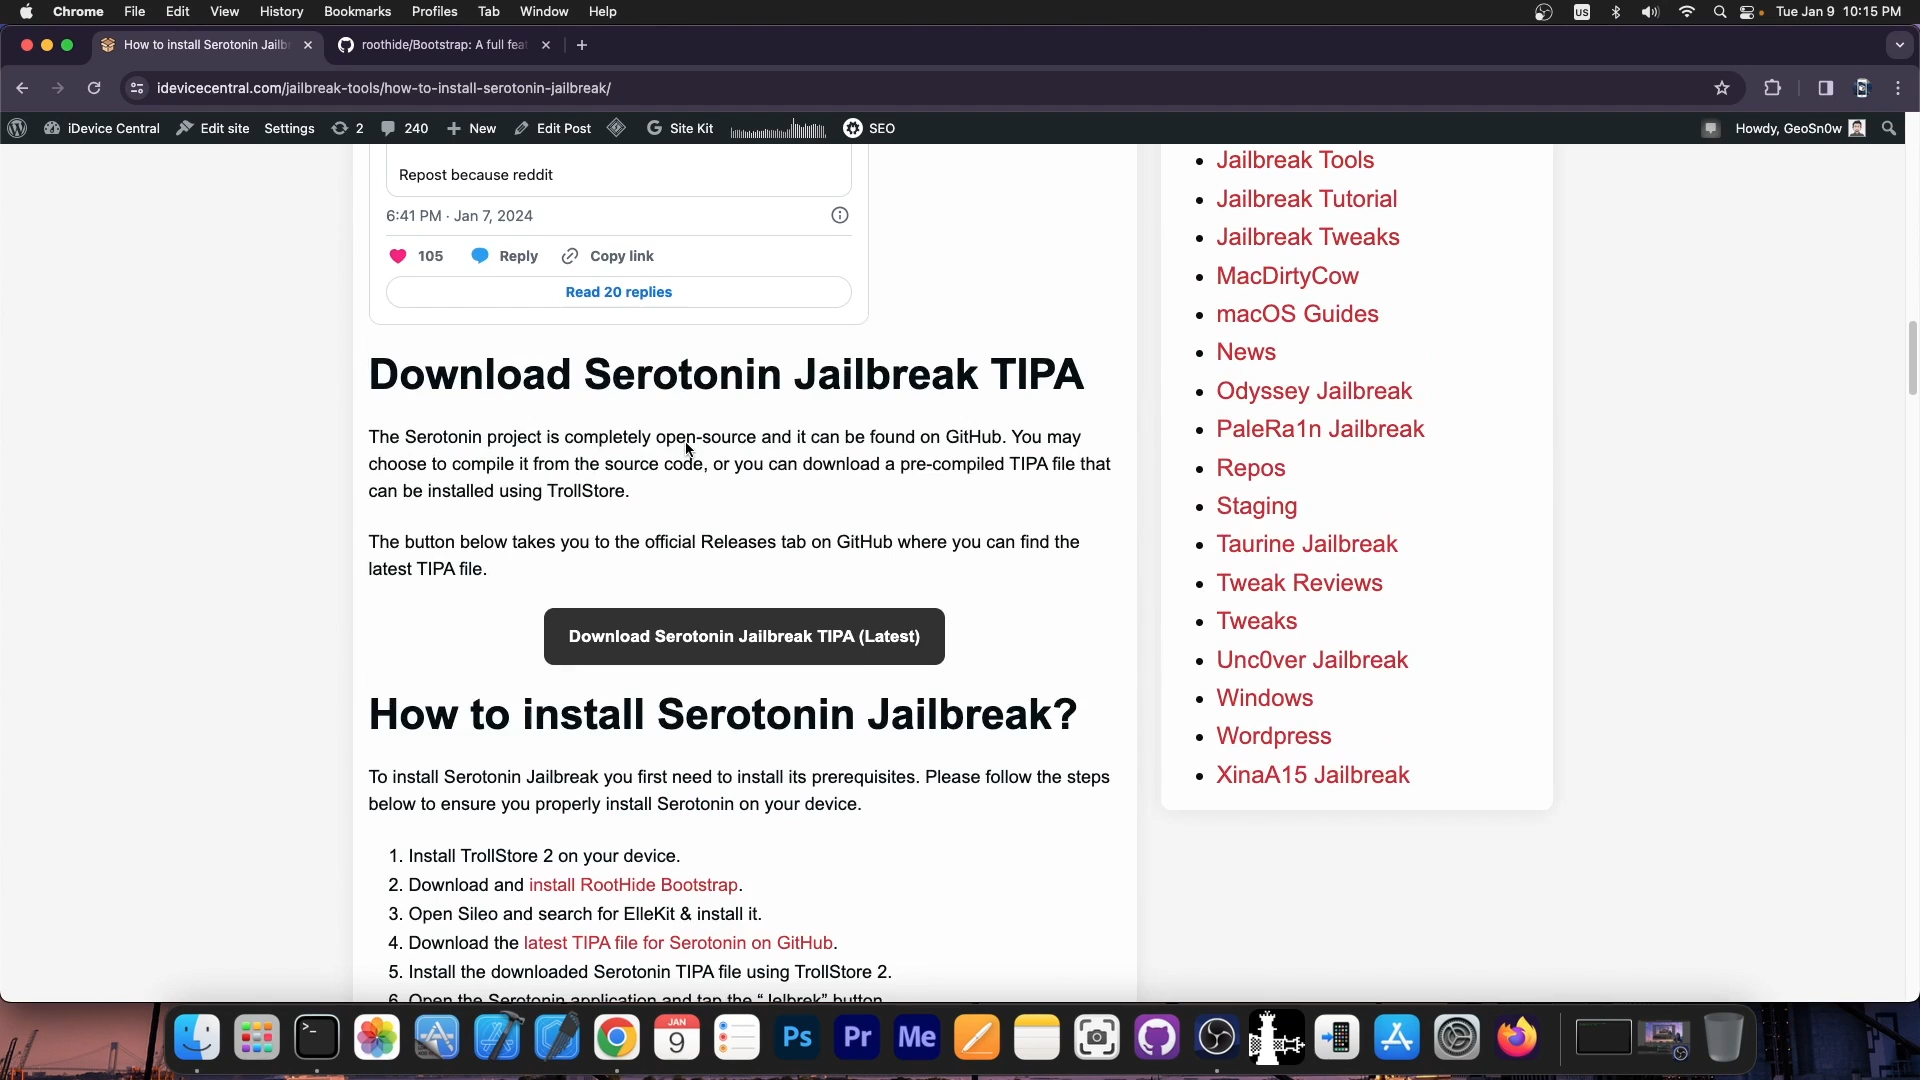 Chrome File Edit View History Bookmarks Profiles Tab Window Help
US
Tue Jan 9 10:15 PM
How to install Serotonin Jailb
roothide/Bootstrap: A full fea
idevicecentral.com/jailbreak-tools/how-to-install-serotonin-jailbreak/
iDevice Central Edit site Settings 2 240 New Edit Post Site Kit SEO
Howdy, GeoSn0w
Repost because reddit
6:41 PM · Jan 7, 2024
105 Reply Copy link
Read 20 replies
Download Serotonin Jailbreak TIPA
The Serotonin project is completely open-source and it can be found on GitHub. You may
choose to compile it from the source code, or you can download a pre-compiled TIPA file that
can be installed using TrollStore.
The button below takes you to the official Releases tab on GitHub where you can find the
latest TIPA file.
Download Serotonin Jailbreak TIPA (Latest)
How to install Serotonin Jailbreak?
To install Serotonin Jailbreak you first need to install its prerequisites. Please follow the steps
below to ensure you properly install Serotonin on your device.
1. Install TrollStore 2 on your device.
2. Download and install RootHide Bootstrap.
3. Open Sileo and search for ElleKit & install it.
4. Download the latest TIPA file for Serotonin on GitHub.
5. Install the downloaded Serotonin TIPA file using TrollStore 2.
6. Open the Serotonin application and tap the “Jelbrek” button
Jailbreak Tools
Jailbreak Tutorial
Jailbreak Tweaks
MacDirtyCow
macOS Guides
News
Odyssey Jailbreak
PaleRa1n Jailbreak
Repos
Staging
Taurine Jailbreak
Tweak Reviews
Tweaks
Unc0ver Jailbreak
Windows
Wordpress
XinaA15 Jailbreak
JAN
9
Ps
Pr
Me